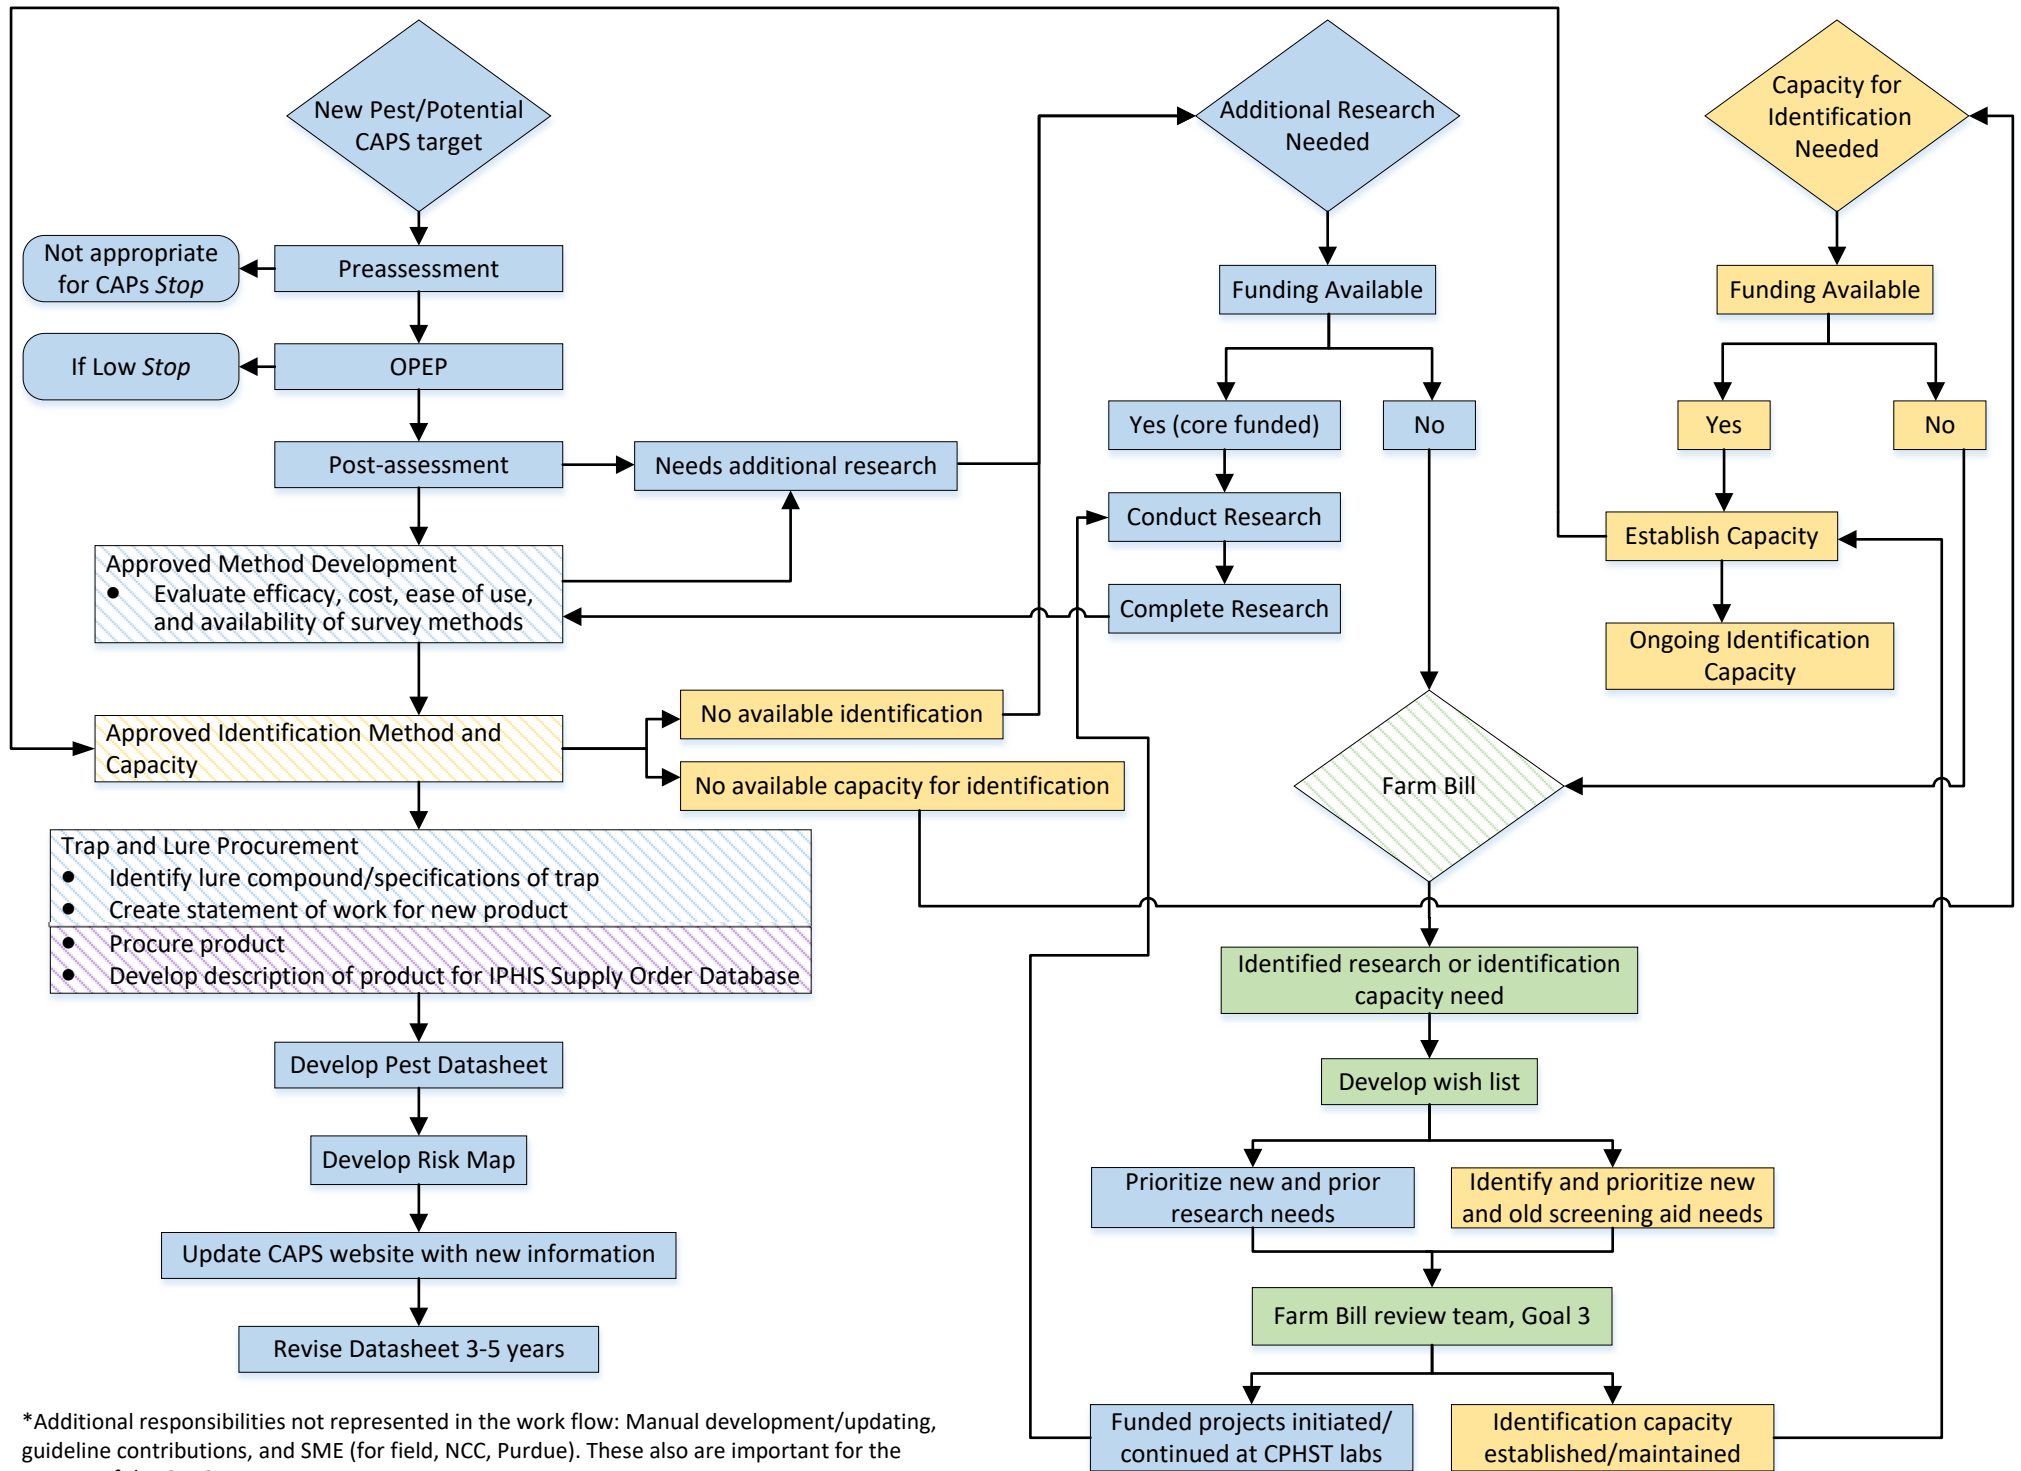 New Pest/Potential
CAPS target
Additional Research
Needed
Capacity for
Identification
Needed
Not appropriate
for CAPs Stop
Preassessment
Funding Available
Funding Available
If Low Stop
OPEP
Yes (core funded)
No
Yes
No
Post-assessment
Needs additional research
Conduct Research
Establish Capacity
Approved Method Development
● Evaluate efficacy, cost, ease of use,
and availability of survey methods
Complete Research
Ongoing Identification
Capacity
No available identification
Approved Identification Method and
Capacity
No available capacity for identification
Farm Bill
Trap and Lure Procurement
● Identify lure compound/specifications of trap
● Create statement of work for new product
● Procure product
● Develop description of product for IPHIS Supply Order Database
Identified research or identification
capacity need
Develop Pest Datasheet
Develop wish list
Develop Risk Map
Prioritize new and prior
research needs
Identify and prioritize new
and old screening aid needs
Update CAPS website with new information
Farm Bill review team, Goal 3
Revise Datasheet 3-5 years
Funded projects initiated/
continued at CPHST labs
Identification capacity
established/maintained
*Additional responsibilities not represented in the work flow: Manual development/updating,
guideline contributions, and SME (for field, NCC, Purdue). These also are important for the